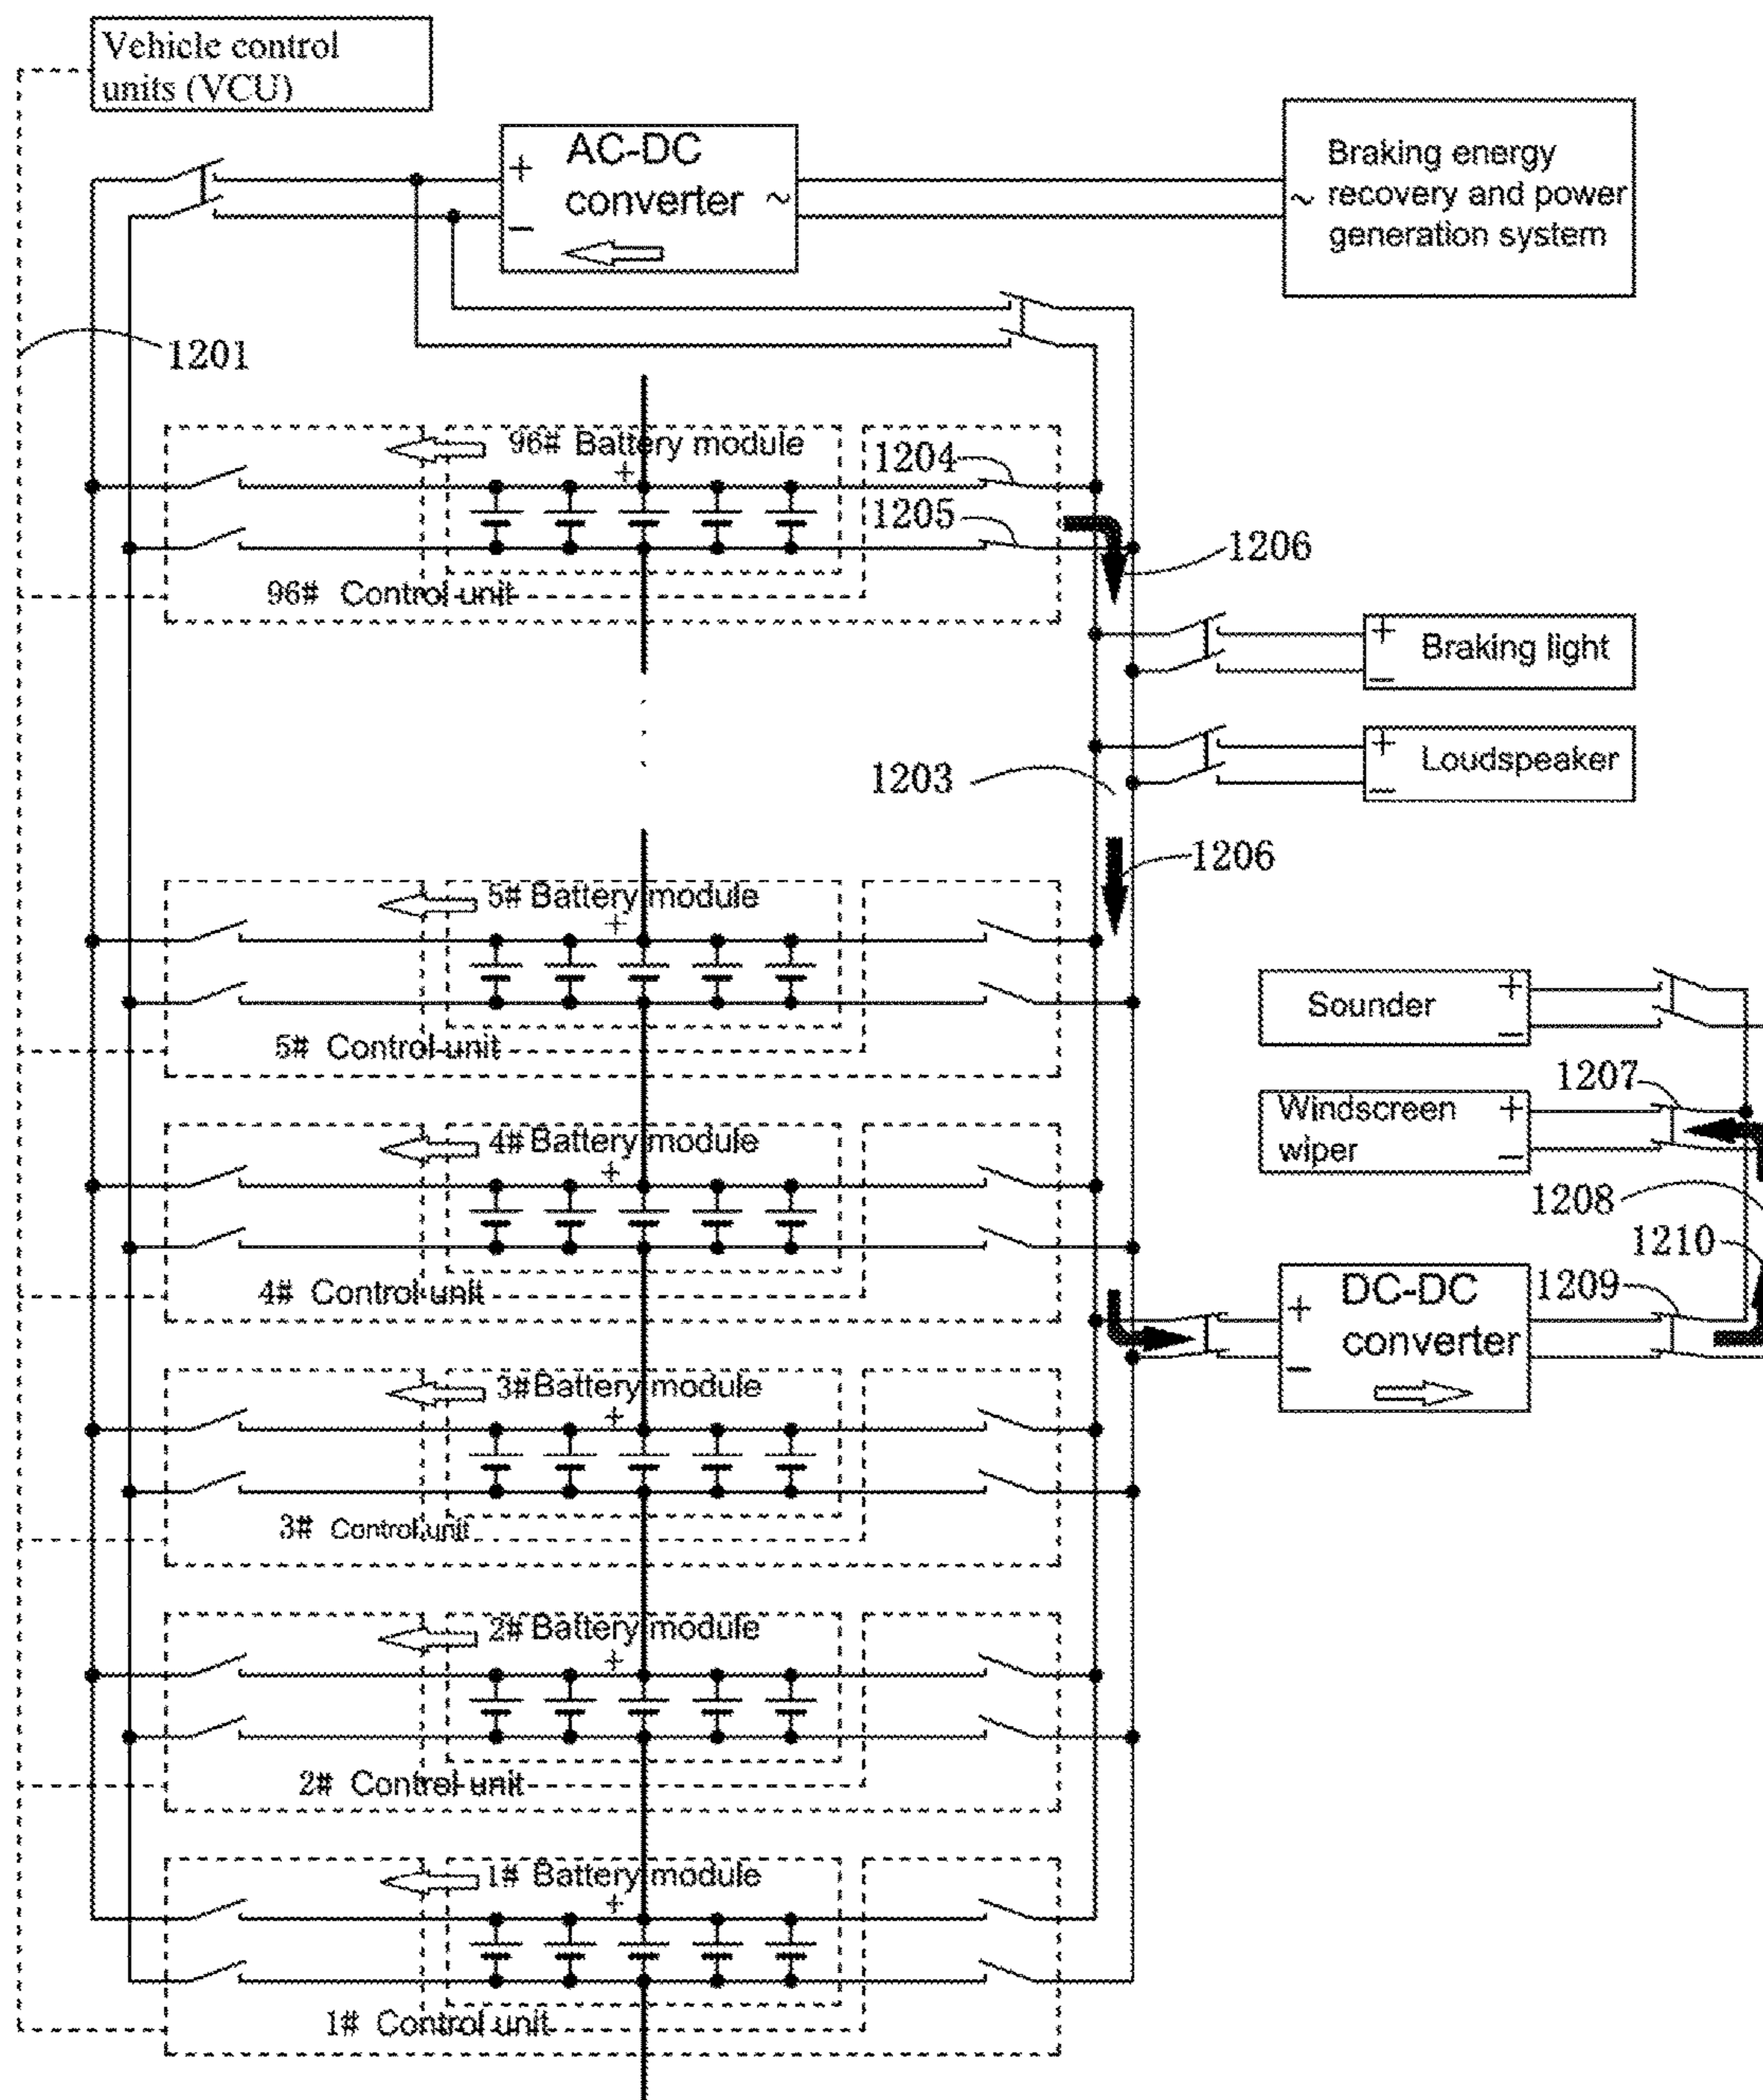 Vehicle control
units (VCU)
AC-DC
converter
+
−
~
Braking energy
recovery and power
generation system
~
1201
96# Battery module
+
1204
1205
1206
96# Control unit
+
−
Braking light
+
−
Loudspeaker
1203
1206
5# Battery module
+
5# Control unit
Sounder
+
−
1207
Windscreen
wiper
+
−
4# Battery module
+
1208
1210
4# Control unit
DC-DC
converter
+
−
1209
3# Battery module
+
3# Control unit
2# Battery module
+
2# Control unit
1# Battery module
+
1# Control unit